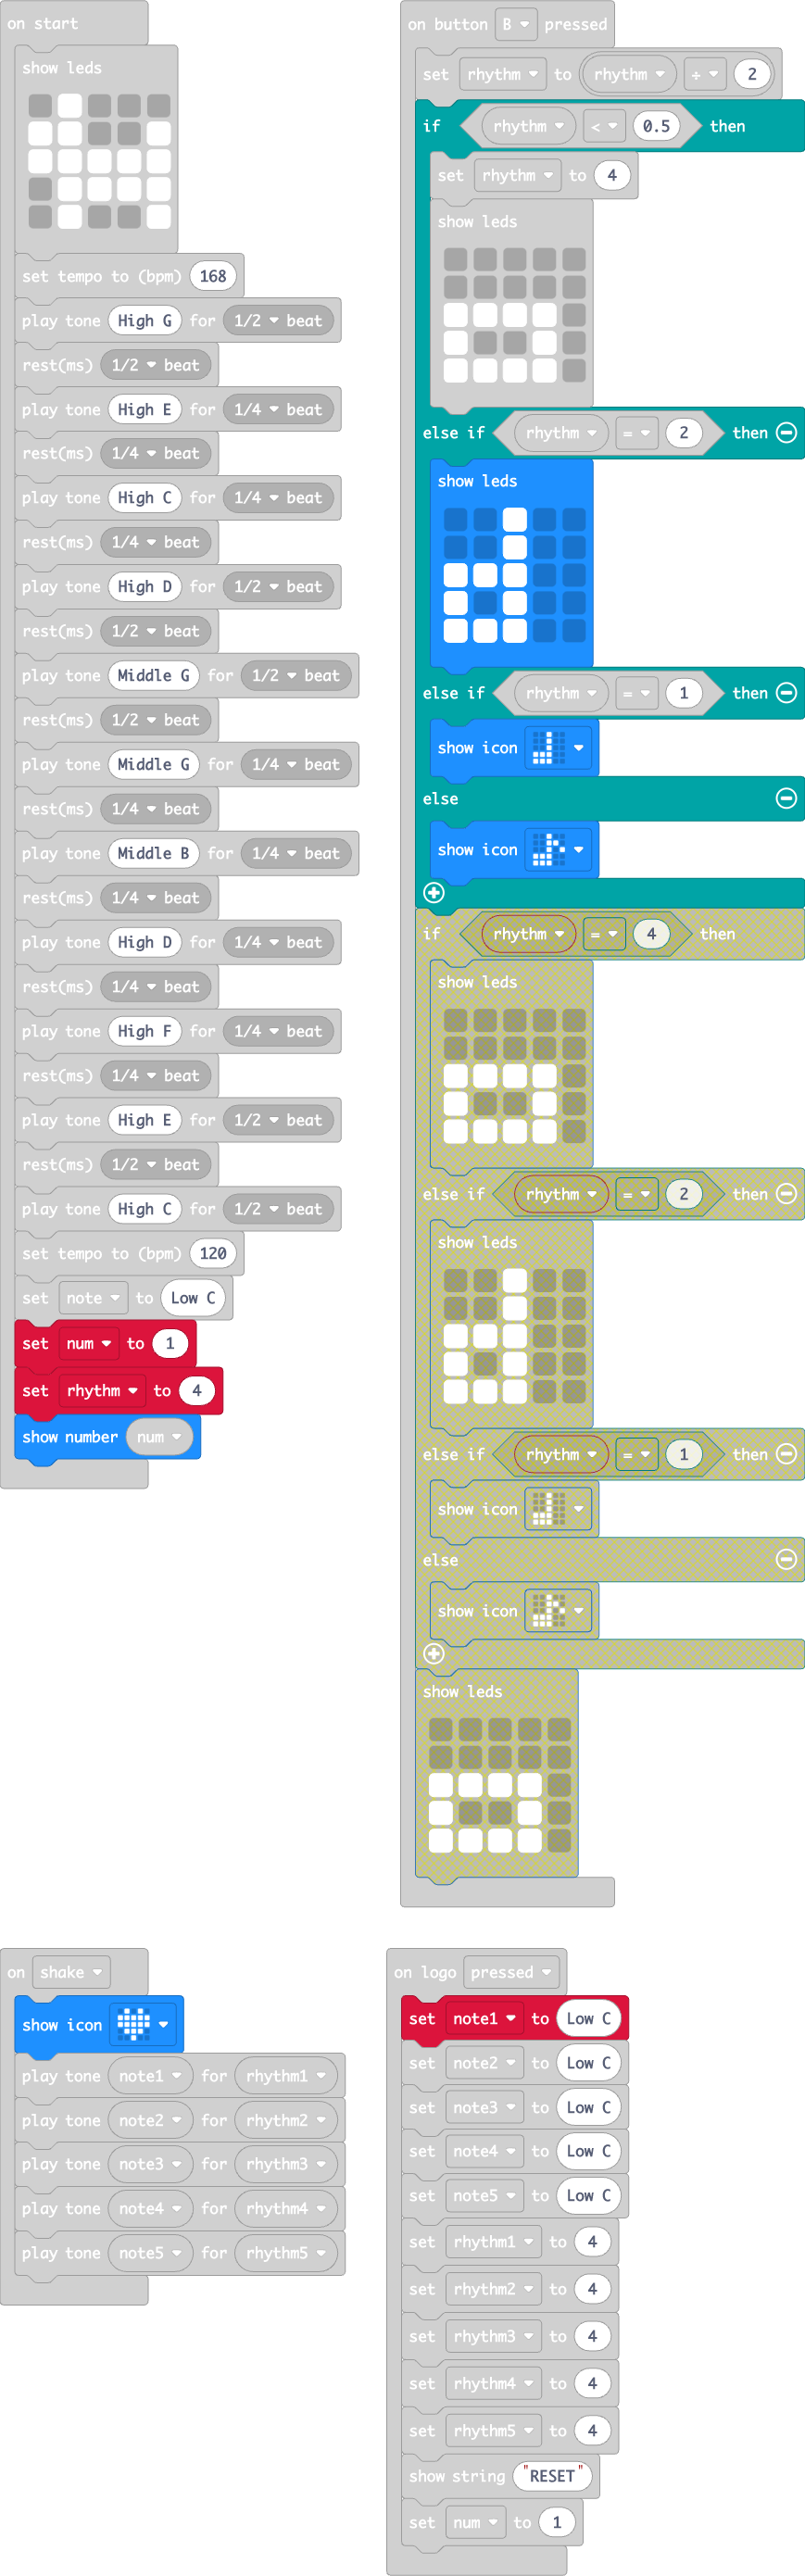 on start
show leds
set tempo to (bpm) 168
play tone High G for 1/2 beat
rest(ms) 1/2 beat
play tone High E for 1/4 beat
rest(ms) 1/4 beat
play tone High C for 1/4 beat
rest(ms) 1/4 beat
play tone High D for 1/2 beat
rest(ms) 1/2 beat
play tone Middle G for 1/2 beat
rest(ms) 1/2 beat
play tone Middle G for 1/4 beat
rest(ms) 1/4 beat
play tone Middle B for 1/4 beat
rest(ms) 1/4 beat
play tone High D for 1/4 beat
rest(ms) 1/4 beat
play tone High F for 1/4 beat
rest(ms) 1/4 beat
play tone High E for 1/2 beat
rest(ms) 1/2 beat
play tone High C for 1/2 beat
set tempo to (bpm) 120
set note to Low C
set num to 1
set rhythm to 4
show number num
on button B pressed
set rhythm to rhythm ÷ 2
if rhythm < 0.5 then
set rhythm to 4
show leds
else if rhythm = 2 then
show leds
else if rhythm = 1 then
show icon
else
show icon
if rhythm = 4 then
show leds
else if rhythm = 2 then
show leds
else if rhythm = 1 then
show icon
else
show icon
show leds
on shake
show icon
play tone note1 for rhythm1
play tone note2 for rhythm2
play tone note3 for rhythm3
play tone note4 for rhythm4
play tone note5 for rhythm5
on logo pressed
set note1 to Low C
set note2 to Low C
set note3 to Low C
set note4 to Low C
set note5 to Low C
set rhythm1 to 4
set rhythm2 to 4
set rhythm3 to 4
set rhythm4 to 4
set rhythm5 to 4
show string "RESET"
set num to 1